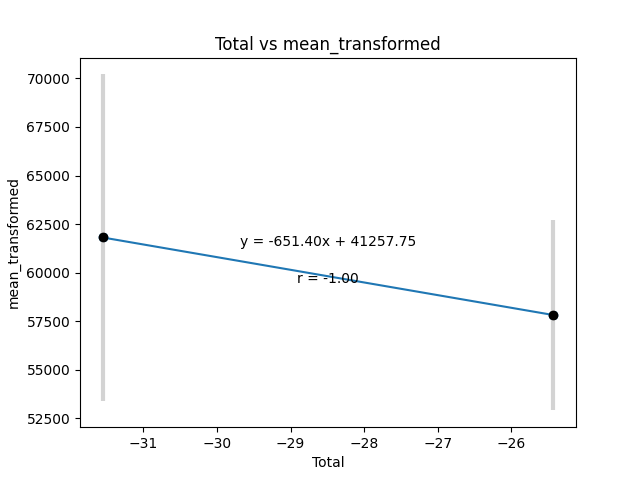 Total vs mean_transformed
70000
67500
65000
62500
60000
57500
55000
52500
mean_transformed
y = -651.40x + 41257.75
r = -1.00
−31
−30
−29
−28
−27
−26
Total